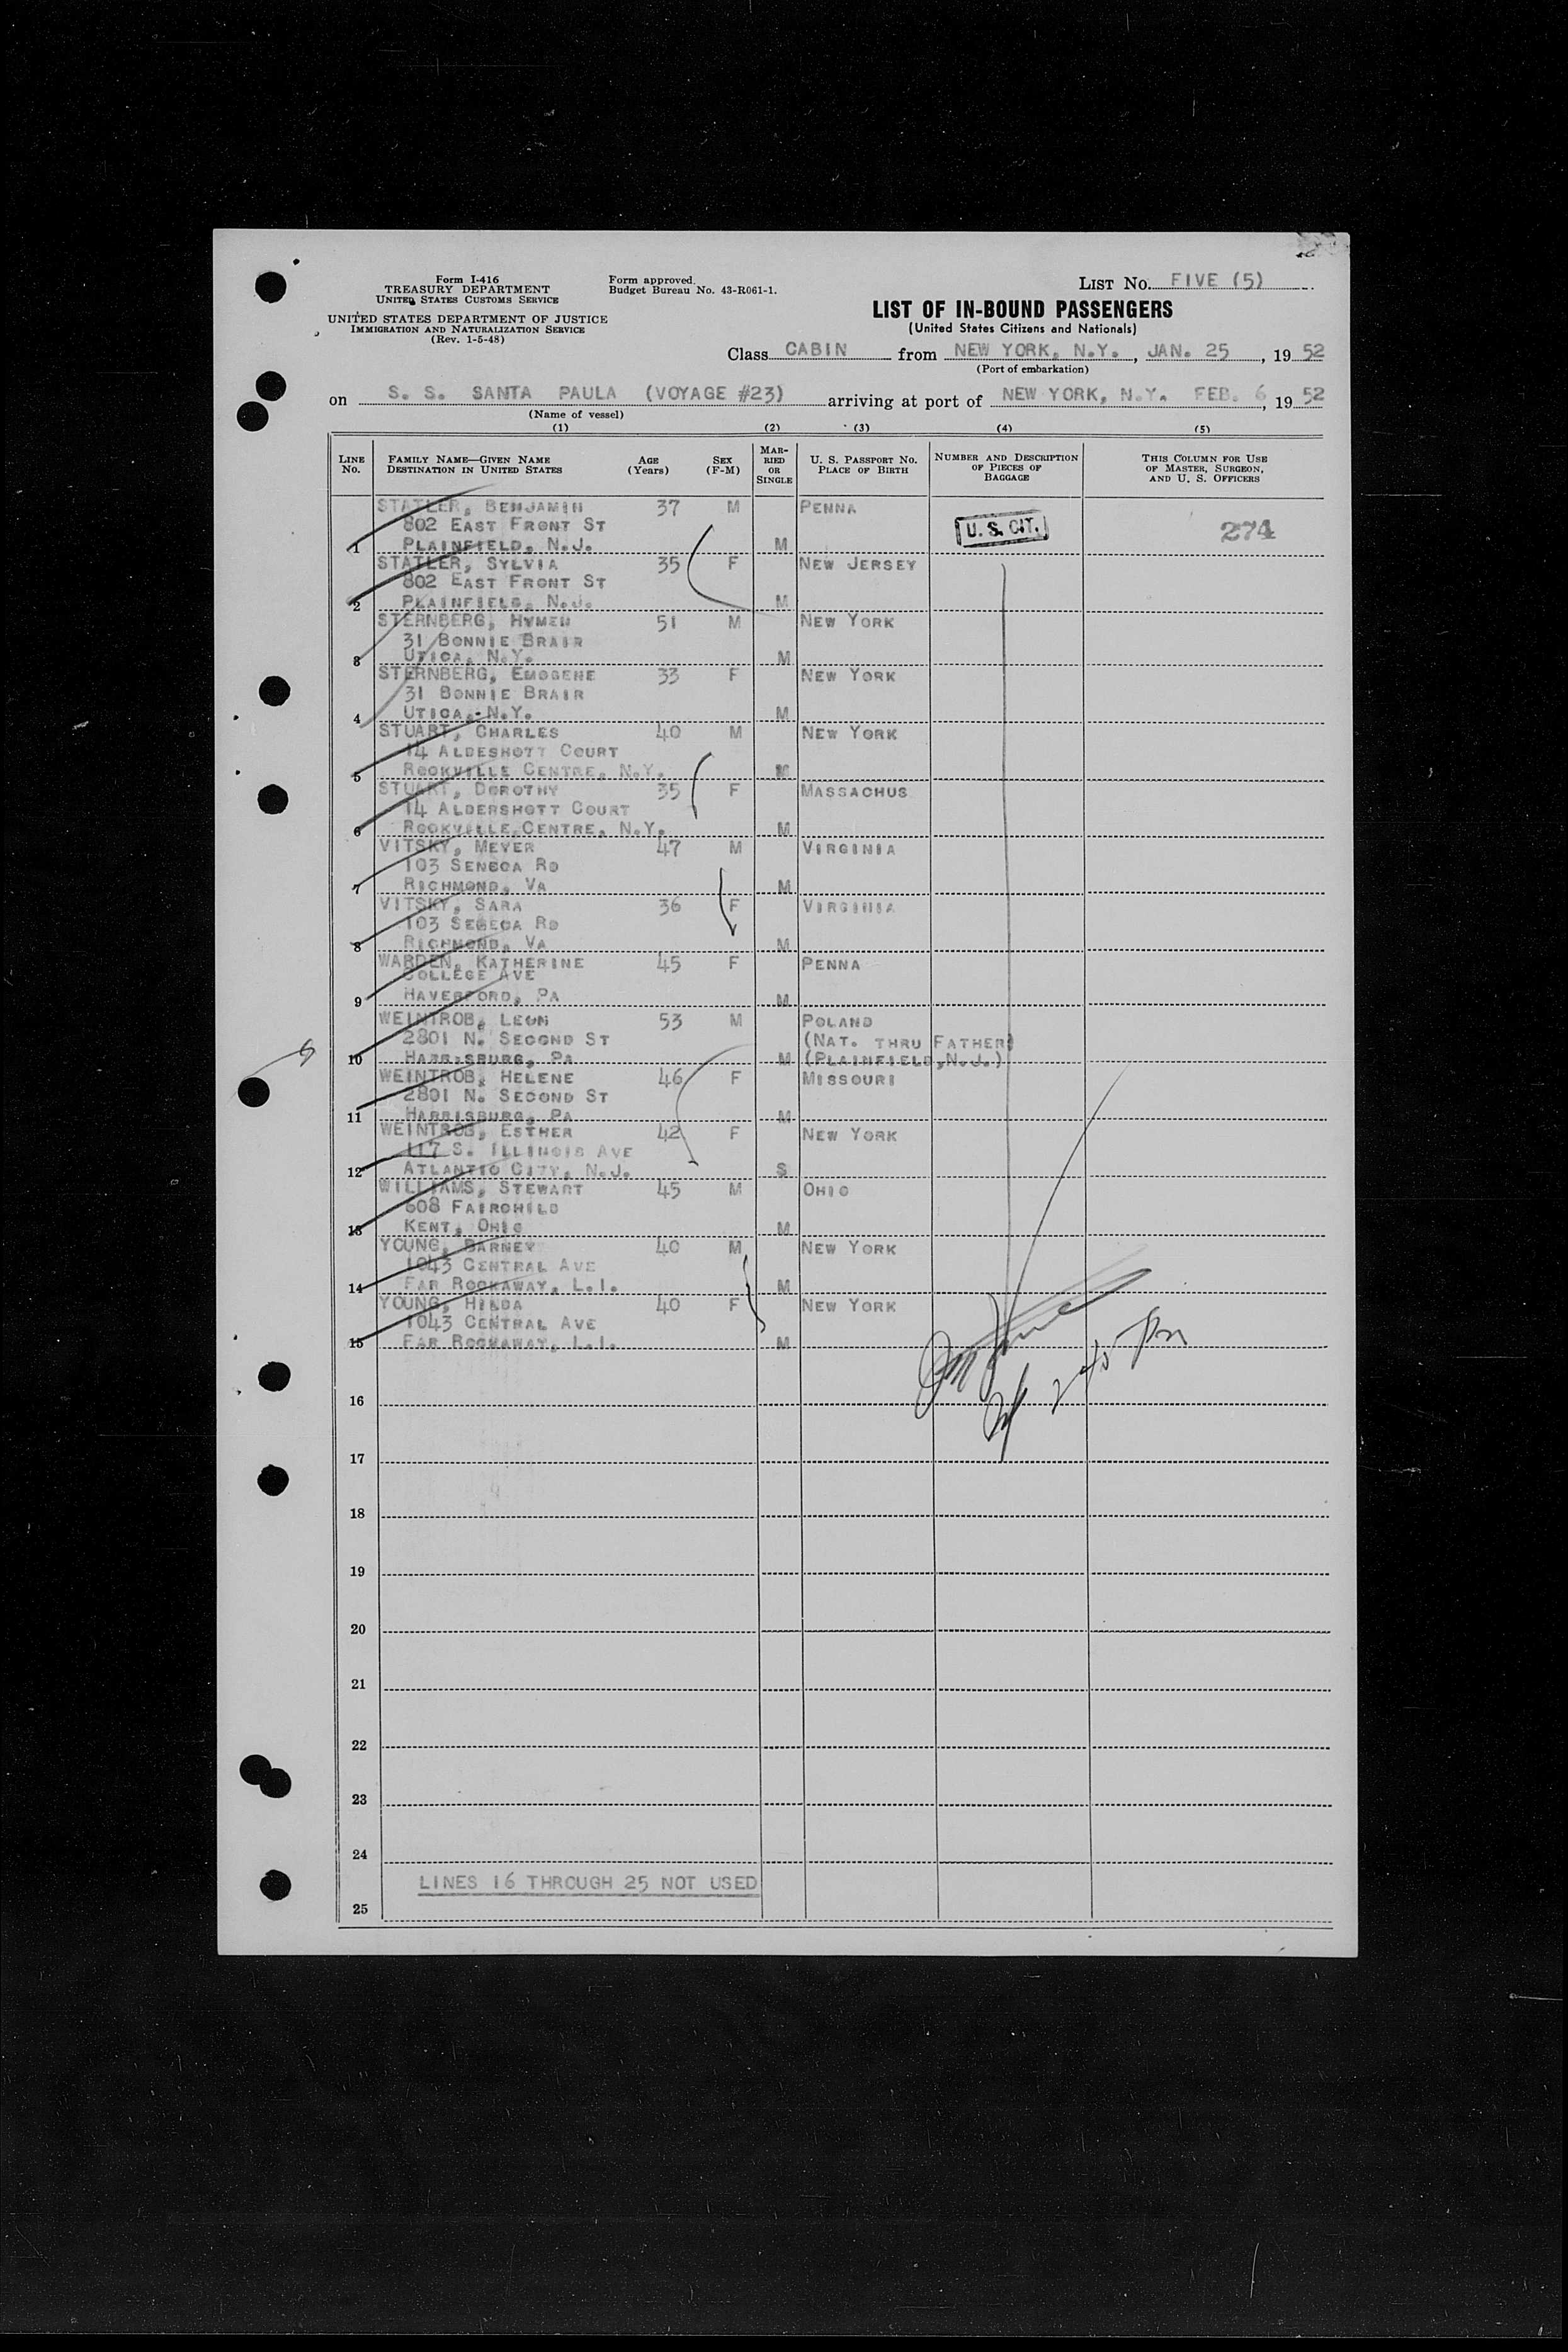 Form I-416
TREASURY DEPARTMENT
UNITED STATES CUSTOMS SERVICE
UNITED STATES DEPARTMENT OF JUSTICE
IMMIGRATION AND NATURALIZATION SERVICE
(Rev. 1-5-48)
Form approved.
Budget Bureau No. 43-R061-1.
LIST NO. FIVE (5)
LIST OF IN-BOUND PASSENGERS
(United States Citizens and Nationals)
Class CABIN from NEW YORK, N.Y., JAN. 25, 19 52
(Port of embarkation)
on S. S. SANTA PAULA (VOYAGE #23) arriving at port of NEW YORK, N.Y. FEB. 6, 19 52
(Name of vessel)
(1) (2) (3) (4) (5)
LINE NO. FAMILY NAME—GIVEN NAME DESTINATION IN UNITED STATES AGE (Years) SEX (F-M) MARRIED OR SINGLE U. S. PASSPORT NO. PLACE OF BIRTH NUMBER AND DESCRIPTION OF PIECES OF BAGGAGE THIS COLUMN FOR USE OF MASTER, SURGEON, AND U. S. OFFICERS
STATLER, BENJAMIN 37 M PENNA
802 EAST FRONT ST U. S. CIT. 274
1 PLAINFIELD, N.J. M
STATLER, SYLVIA 35 F NEW JERSEY
802 EAST FRONT ST
2 PLAINFIELD, N.J. M
STERNBERG, HYMEN 51 M NEW YORK
31 BONNIE BRAIR
3 UTICA, N.Y. M
STERNBERG, EMOGENE 33 F NEW YORK
31 BONNIE BRAIR
4 UTICA, N.Y. M
STUART, CHARLES 40 M NEW YORK
14 ALDESHOTT COURT
5 ROCKVILLE CENTRE, N.Y. M
STUART, DOROTHY 35 F MASSACHUS
14 ALDERSHOTT COURT
6 ROCKVILLE CENTRE, N.Y. M
VITSKY, MEYER 47 M VIRGINIA
103 SENECA RD
7 RICHMOND, VA M
VITSKY, SARA 36 F VIRGINIA
103 SENECA RD
8 RICHMOND, VA M
WARDEN, KATHERINE 45 F PENNA
COLLEGE AVE
9 HAVERFORD, PA M
WEINTROB, LEON 53 M POLAND
2801 N. SECOND ST (NAT. THRU FATHER)
10 HARRISBURG, PA M (PLAINFIELD, N.J.)
WEINTROB, HELENE 46 F MISSOURI
2801 N. SECOND ST
11 HARRISBURG, PA M
WEINTROB, ESTHER 42 F NEW YORK
117 S. ILLINOIS AVE
12 ATLANTIC CITY, N.J. S
WILLIAMS, STEWART 45 M OHIO
608 FAIRCHILD
13 KENT, OHIO M
YOUNG, BARNEY 40 M NEW YORK
1043 CENTRAL AVE
14 FAR ROCKAWAY, L.I. M
YOUNG, HILDA 40 F NEW YORK
1043 CENTRAL AVE
15 FAR ROCKAWAY, L.I. M
16
17
18
19
20
21
22
23
24
LINES 16 THROUGH 25 NOT USED
25